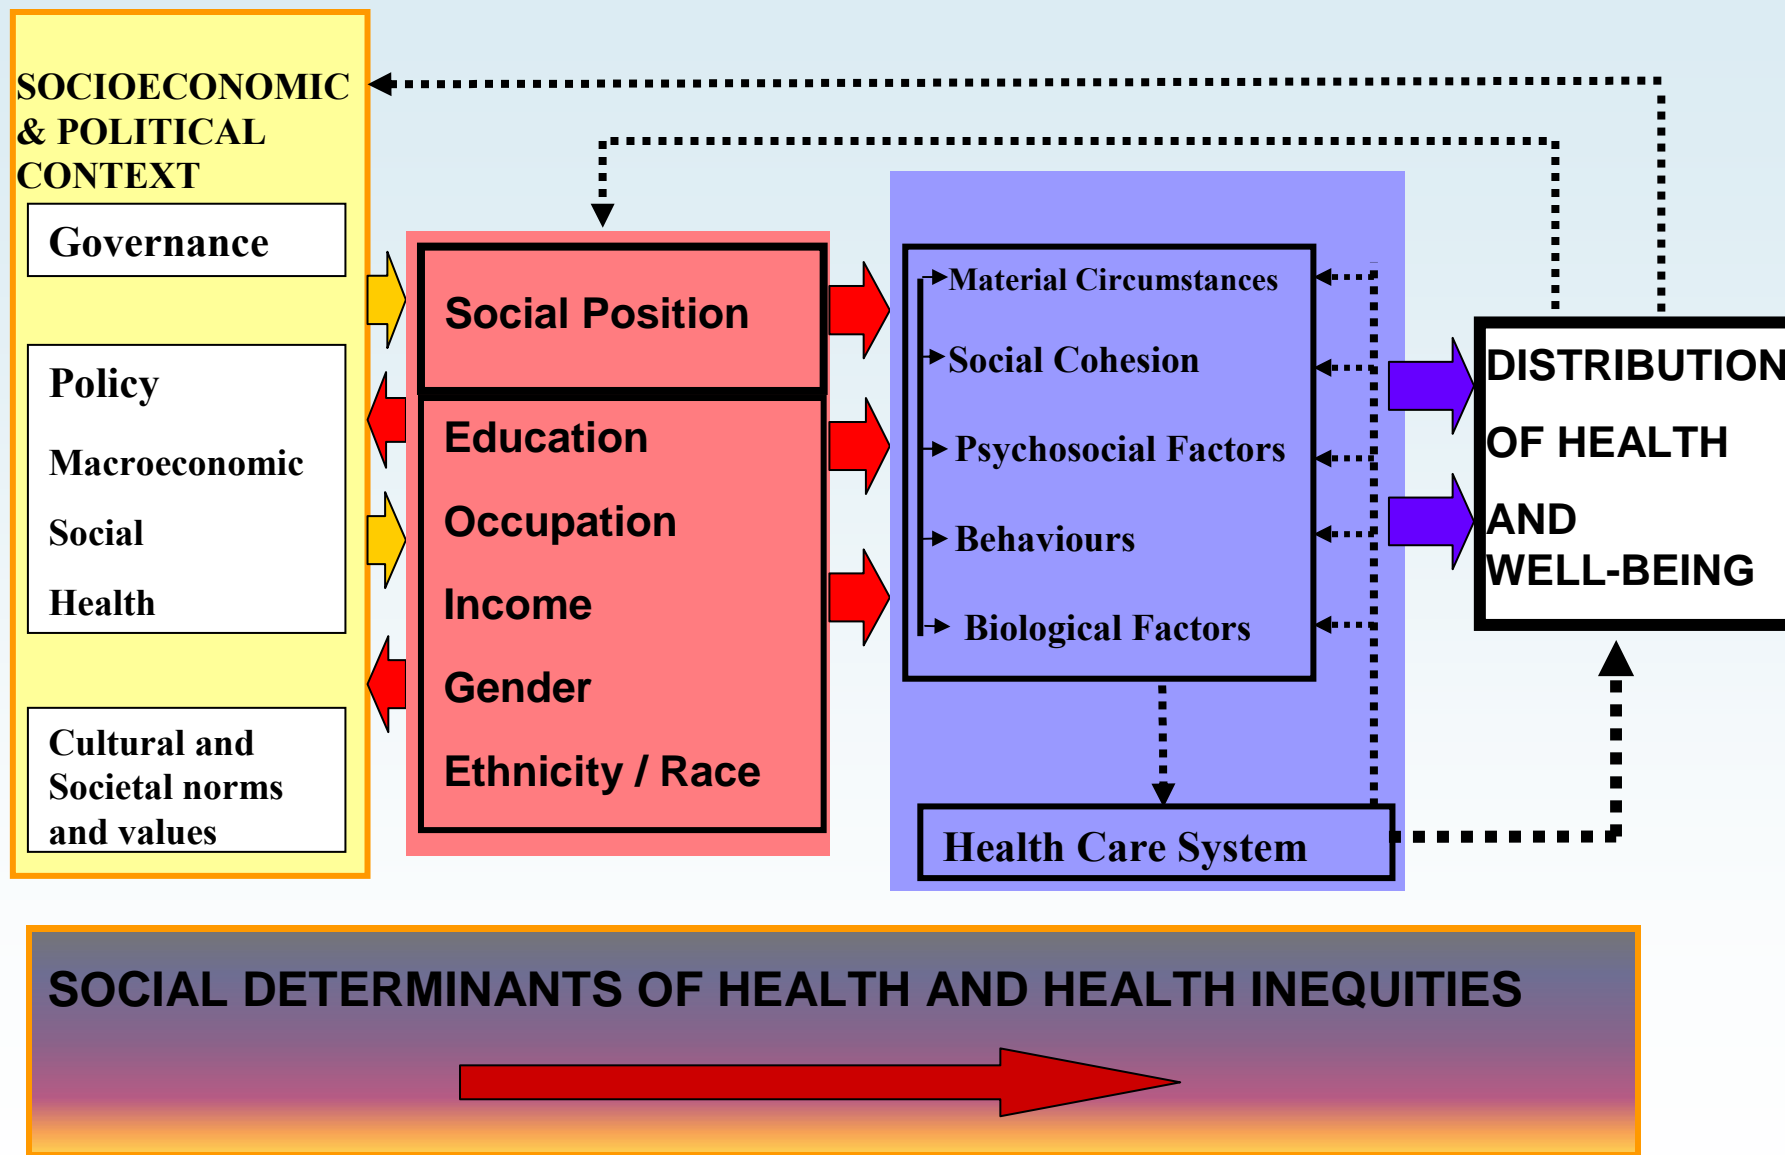 SOCIOECONOMIC
& POLITICAL
CONTEXT
Governance
Policy
Macroeconomic
Social
Health
Cultural and
Societal norms
and values
Social Position
Education
Occupation
Income
Gender
Ethnicity / Race
Material Circumstances
Social Cohesion
Psychosocial Factors
Behaviours
Biological Factors
Health Care System
DISTRIBUTION
OF HEALTH
AND
WELL-BEING
SOCIAL DETERMINANTS OF HEALTH AND HEALTH INEQUITIES